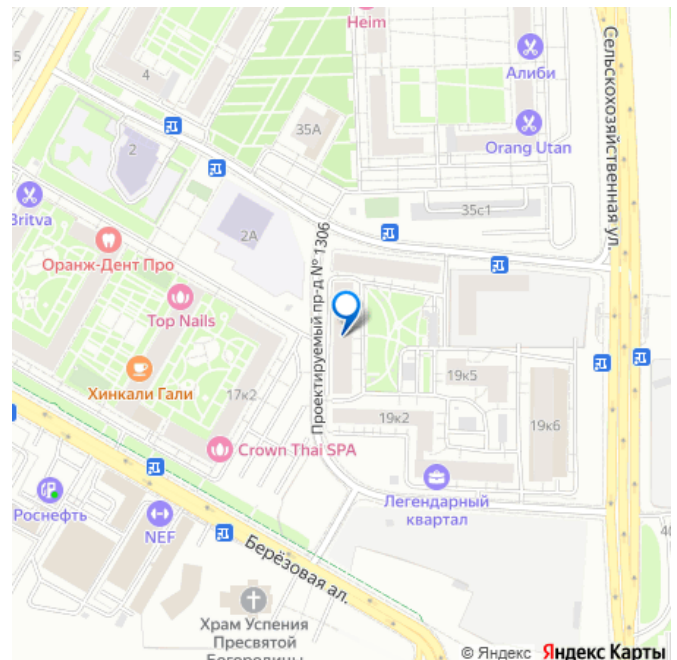 Heim
5
4
Алиби
35А
Orang Utan
2
Сельскохозяйственная ул.
Britva
35с1
2А
Проектируемый пр-д № 1306
Оранж-Дент Про
Top Nails
19к5
Хинкали Гали
17к2
19к2
19к6
Crown Thai SPA
Легендарный
квартал
Роснефть
NEF
Берёзовая ал.
40
Храм Успения
Пресвятой
Богородицы
© Яндекс Яндекс Карты